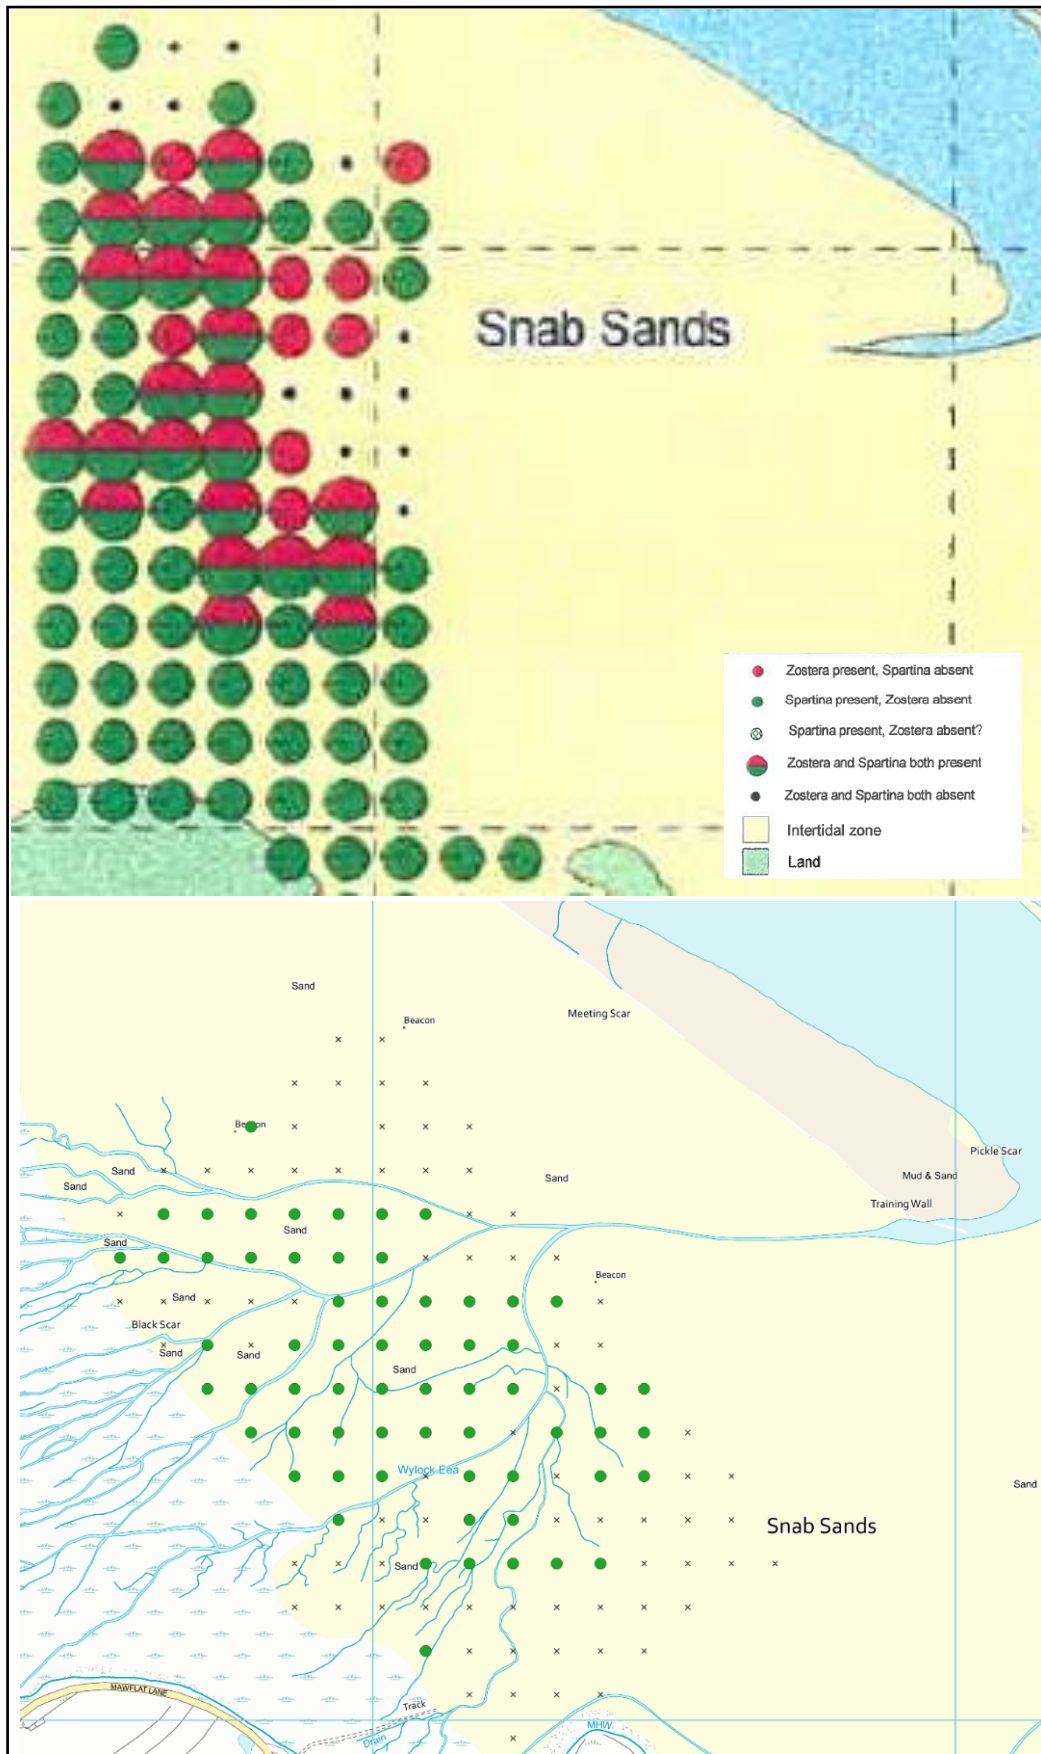 Snab Sands
Zostera present, Spartina absent
Spartina present, Zostera absent
Spartina present, Zostera absent?
Zostera and Spartina both present
Zostera and Spartina both absent
Intertidal zone
Land
Sand
Meeting Scar
Beacon
Beacon
Pickle Scar
Sand
Sand
Mud & Sand
Sand
Training Wall
Sand
Sand
Beacon
Sand
Black Scar
Sand
Sand
Sand
Wylock Eea
Sand
Snab Sands
Sand
MAWFLAT LANE
Track
Drain
MHW